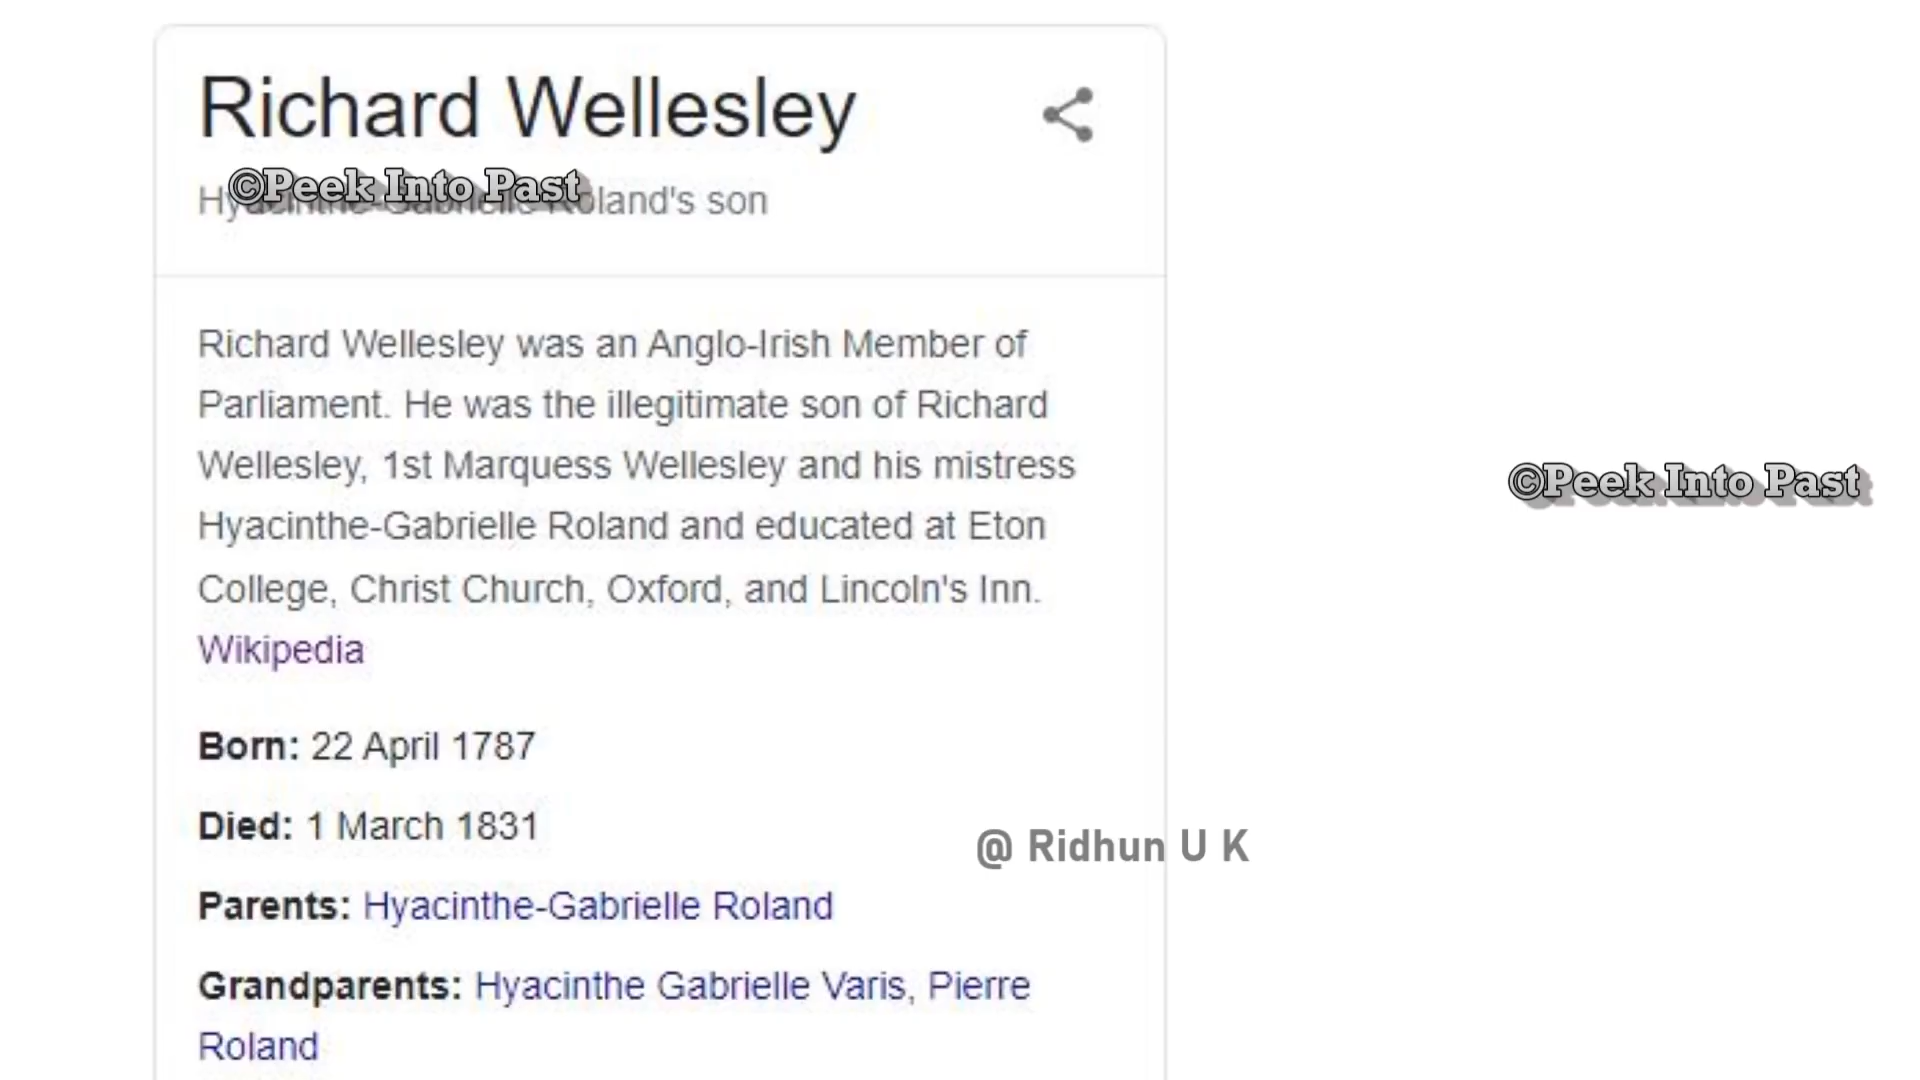 Richard Wellesley
©Peek Into Past
Hyacinthe-Gabrielle Roland's son
Richard Wellesley was an Anglo-Irish Member of
Parliament. He was the illegitimate son of Richard
Wellesley, 1st Marquess Wellesley and his mistress
©Peek Into Past
Hyacinthe-Gabrielle Roland and educated at Eton
College, Christ Church, Oxford, and Lincoln's Inn.
Wikipedia
Born: 22 April 1787
Died: 1 March 1831
@ Ridhun U K
Parents: Hyacinthe-Gabrielle Roland
Grandparents: Hyacinthe Gabrielle Varis, Pierre
Roland